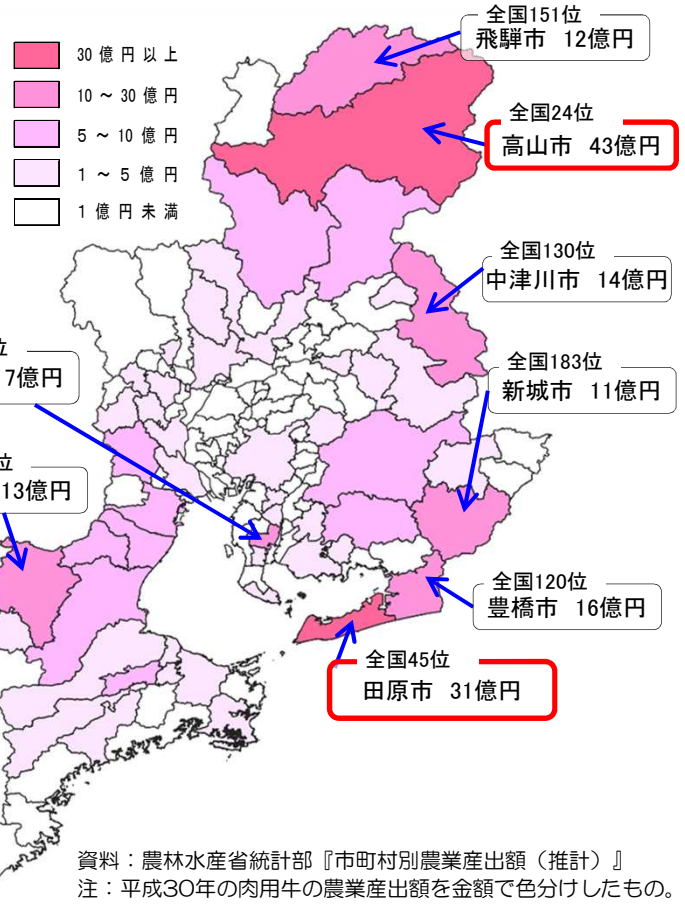 全国151位
飛騨市 12億円
30億円以上
10～30億円
5～10億円
1～5億円
1億円未満
全国24位
高山市 43億円
全国130位
中津川市 14億円
位
7億円
全国183位
新城市 11億円
位
13億円
全国120位
豊橋市 16億円
全国45位
田原市 31億円
資料：農林水産省統計部『市町村別農業産出額（推計）』
注：平成30年の肉用牛の農業産出額を金額で色分けしたもの。